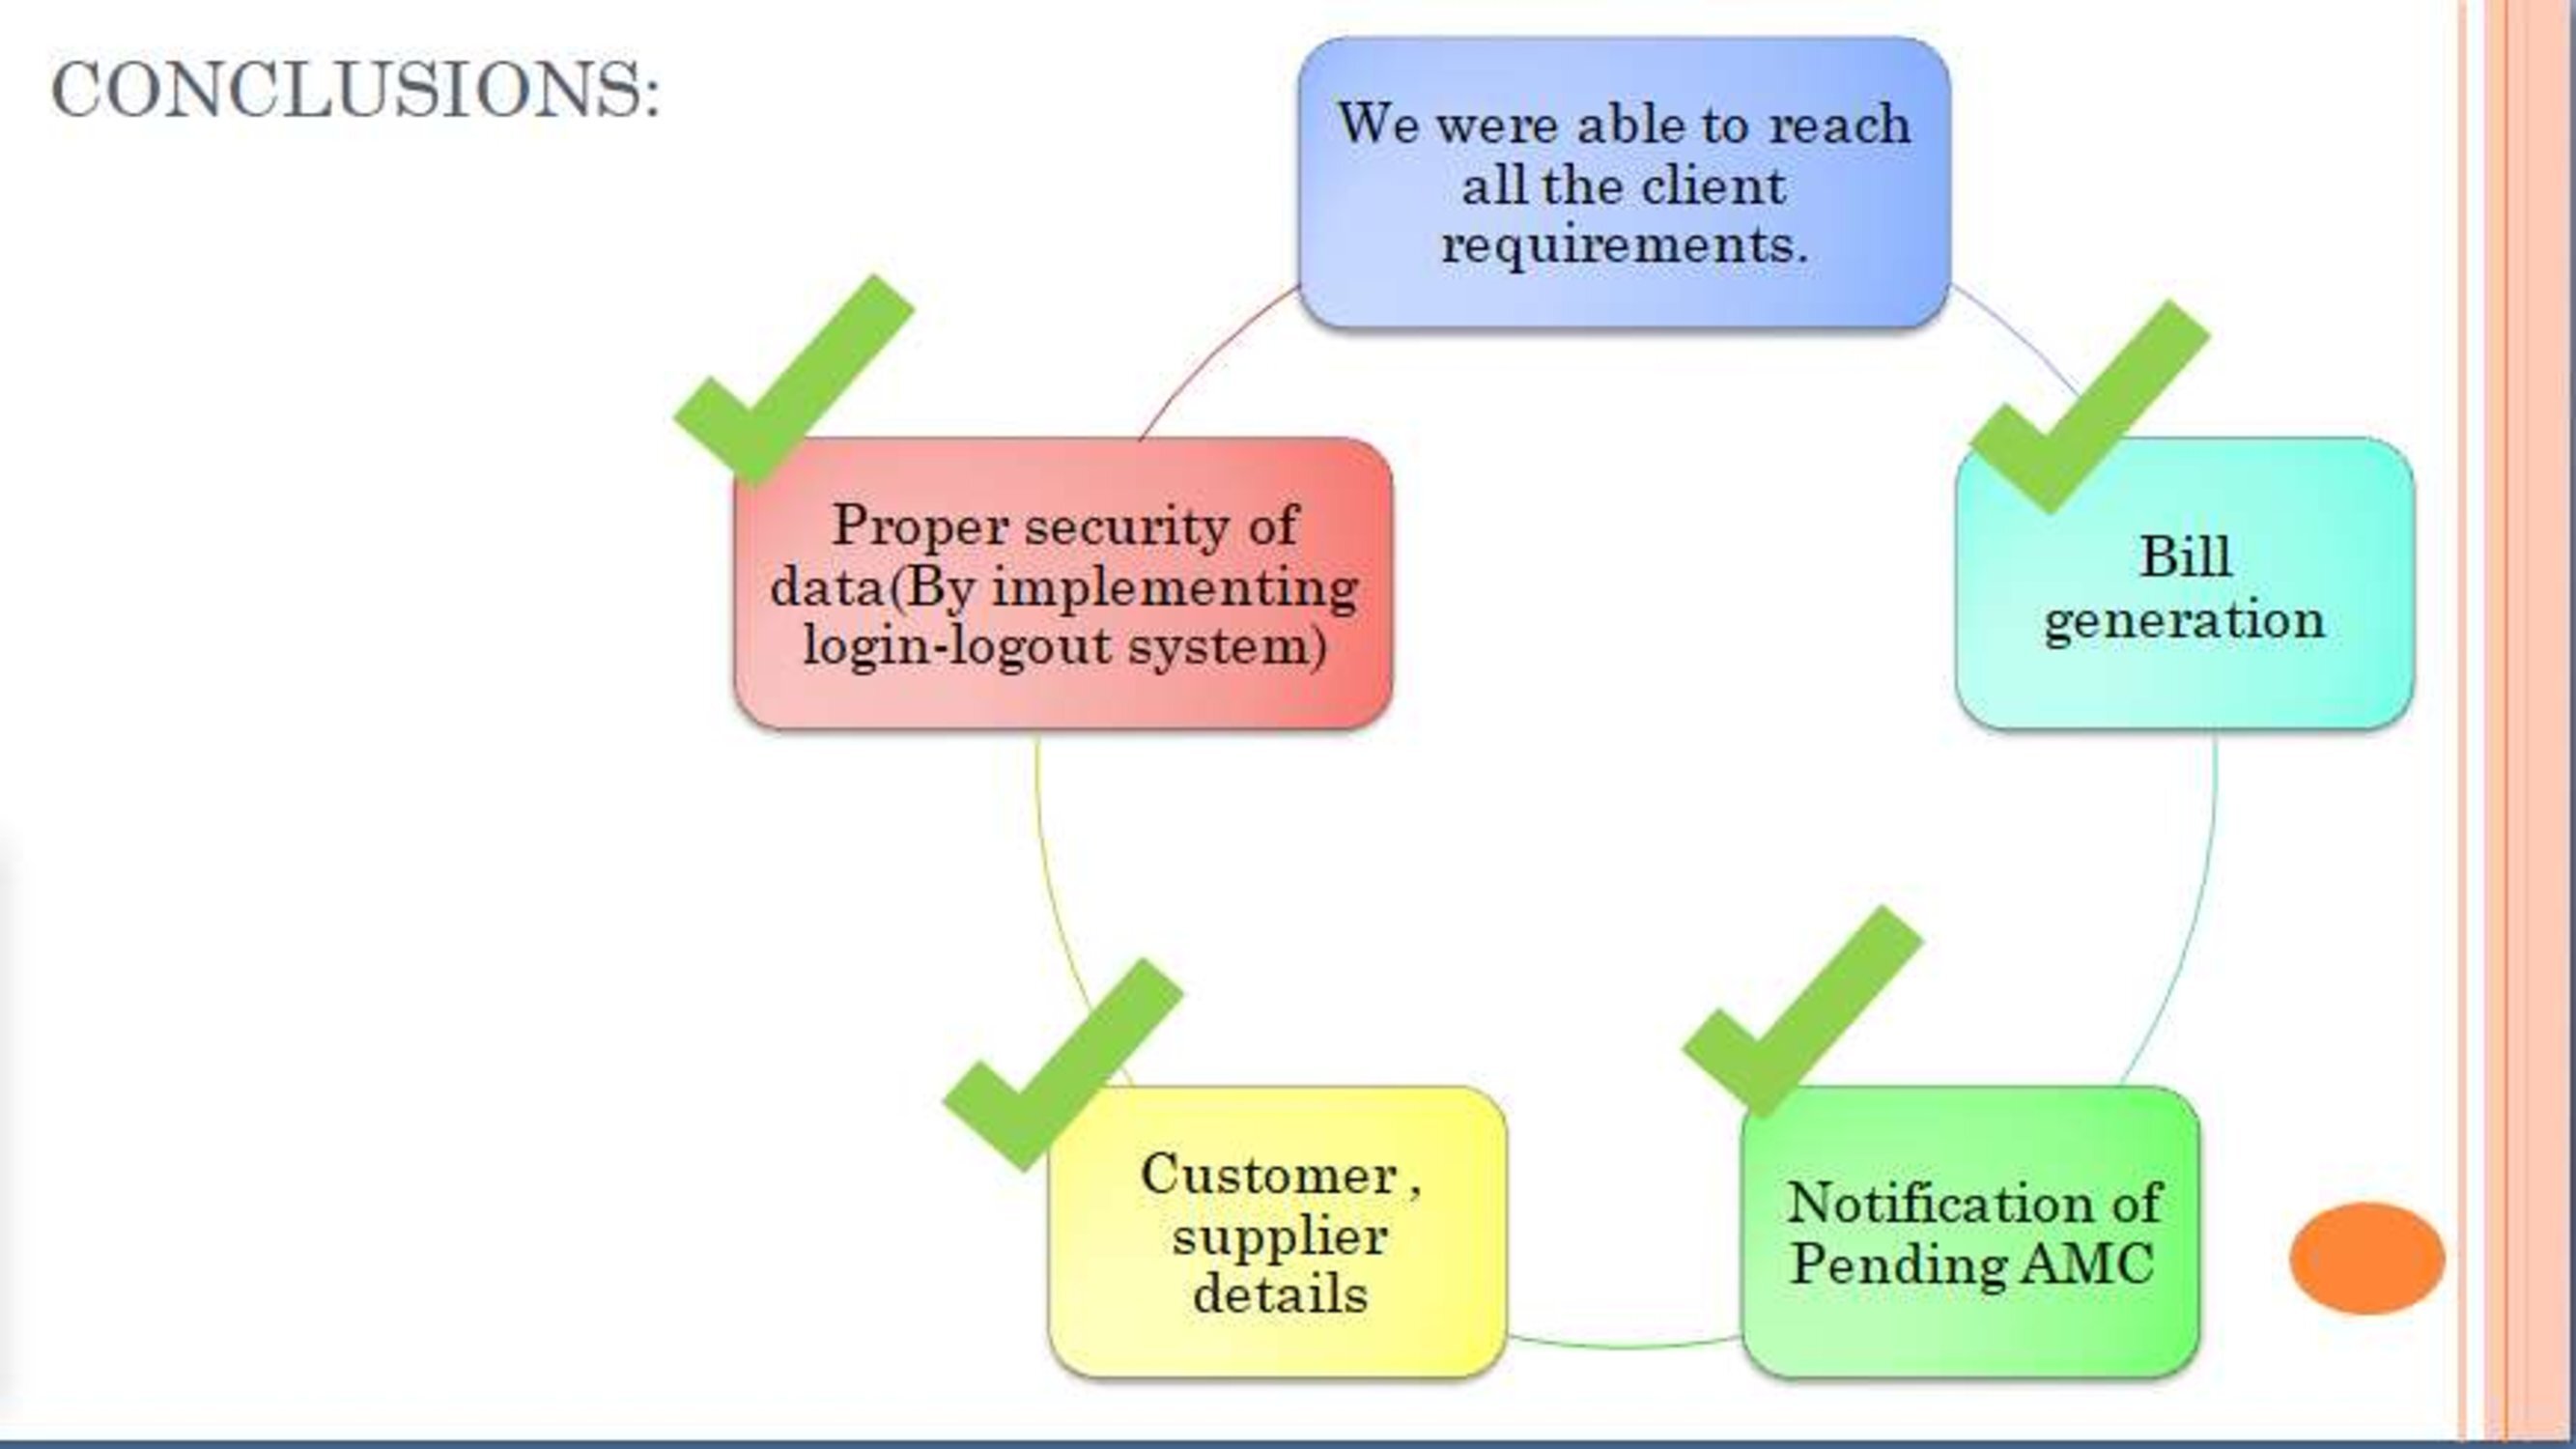 CONCLUSIONS:
We were able to reach
all the client
requirements.
Proper security of
data(By implementing
login-logout system)
Bill
generation
Customer ,
supplier
details
Notification of
Pending AMC